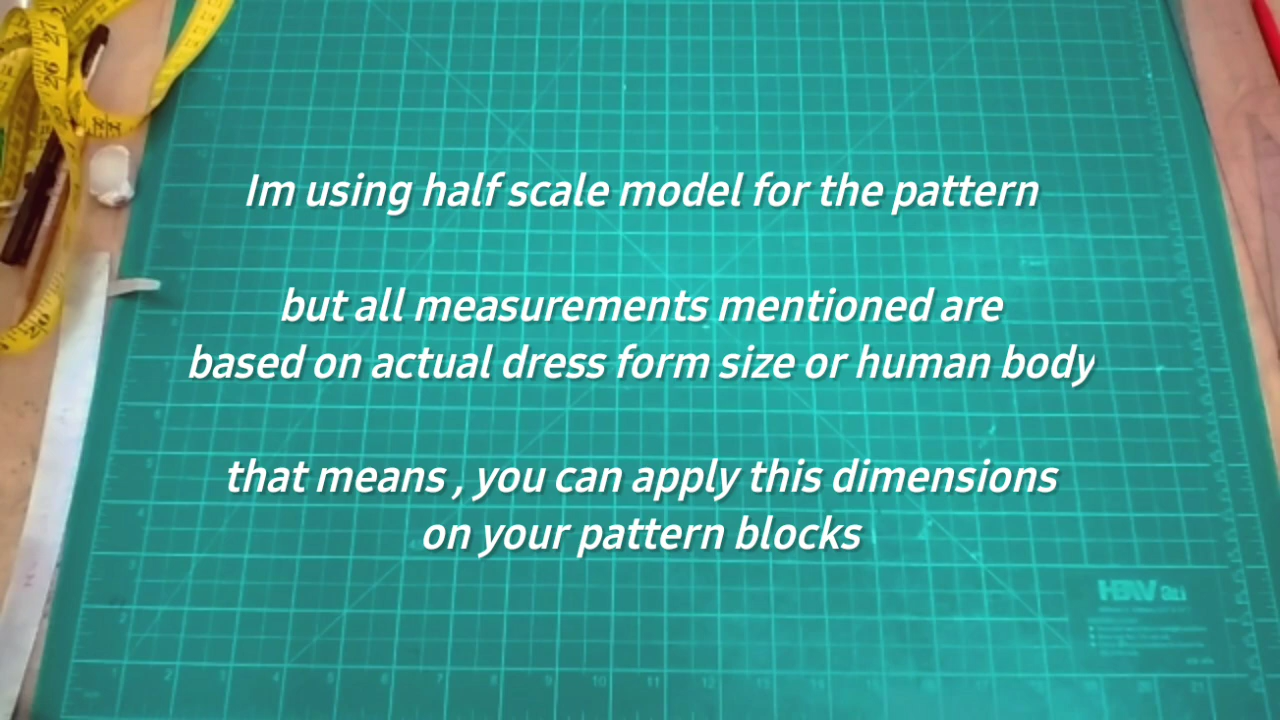 Im using half scale model for the pattern
but all measurements mentioned are
based on actual dress form size or human body
that means , you can apply this dimensions
on your pattern blocks